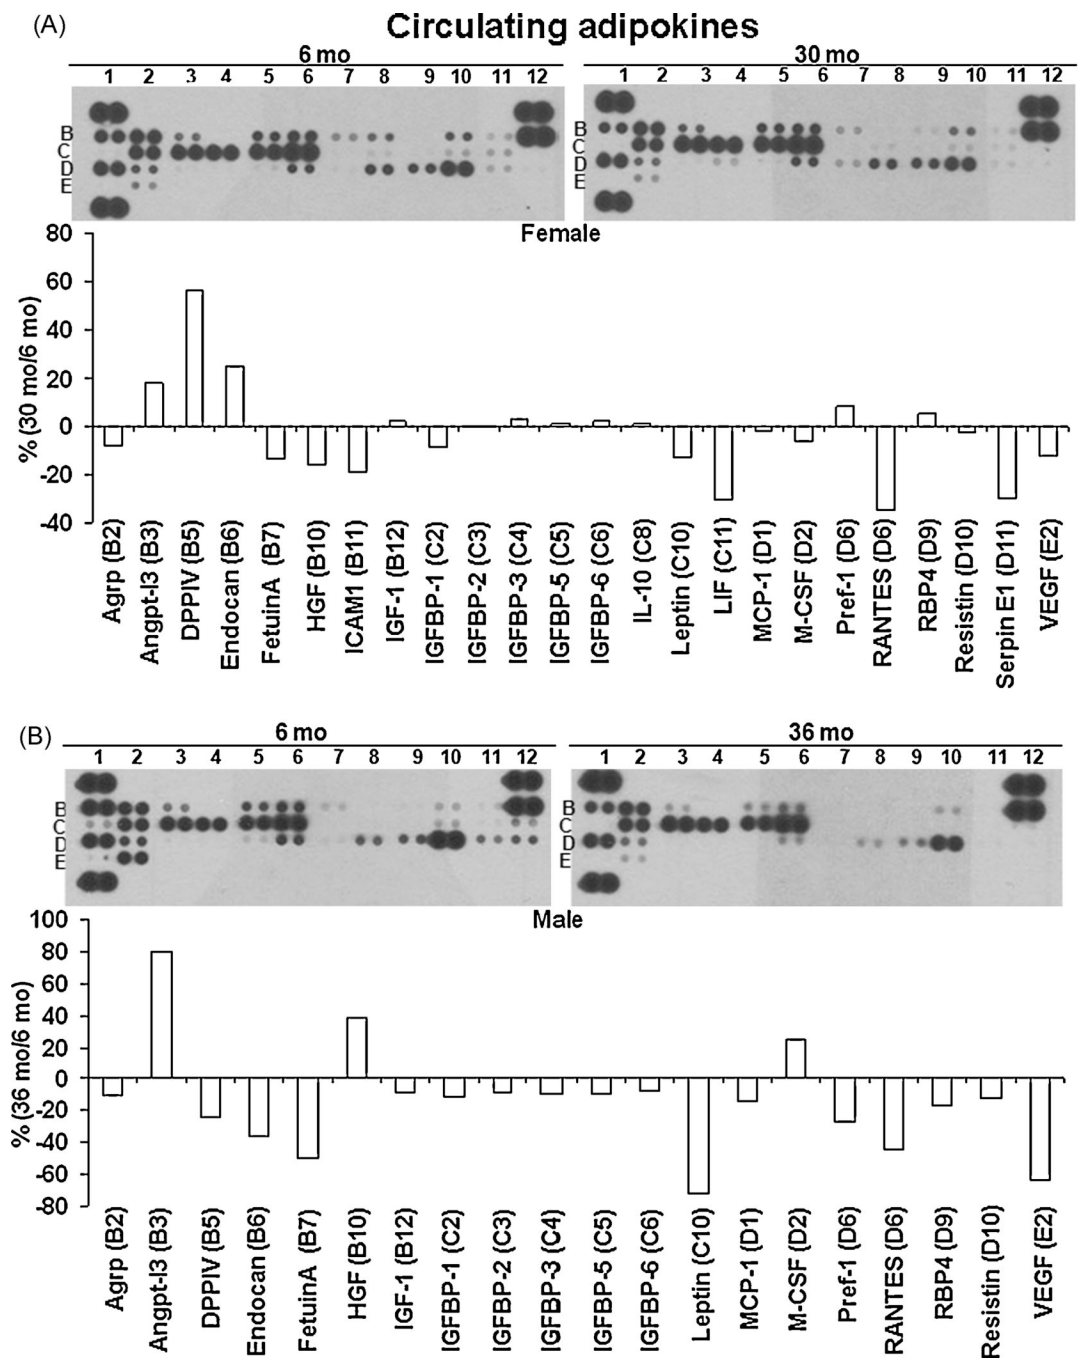 (A)
Circulating adipokines
6 mo
30 mo
1 2 3 4 5 6 7 8 9 10 11 12
1 2 3 4 5 6 7 8 9 10 11 12
B
C
D
E
B
C
D
E
Female
% (30 mo/6 mo)
80
60
40
20
0
-20
-40
Agrp (B2)
Angpt-l3 (B3)
DPPIV (B5)
Endocan (B6)
FetuinA (B7)
HGF (B10)
ICAM1 (B11)
IGF-1 (B12)
IGFBP-1 (C2)
IGFBP-2 (C3)
IGFBP-3 (C4)
IGFBP-5 (C5)
IGFBP-6 (C6)
IL-10 (C8)
Leptin (C10)
LIF (C11)
MCP-1 (D1)
M-CSF (D2)
Pref-1 (D6)
RANTES (D6)
RBP4 (D9)
Resistin (D10)
Serpin E1 (D11)
VEGF (E2)
(B)
6 mo
36 mo
1 2 3 4 5 6 7 8 9 10 11 12
1 2 3 4 5 6 7 8 9 10 11 12
B
C
D
E
B
C
D
E
Male
% (36 mo/6 mo)
100
80
60
40
20
0
-20
-40
-60
-80
Agrp (B2)
Angpt-l3 (B3)
DPPIV (B5)
Endocan (B6)
FetuinA (B7)
HGF (B10)
IGF-1 (B12)
IGFBP-1 (C2)
IGFBP-2 (C3)
IGFBP-3 (C4)
IGFBP-5 (C5)
IGFBP-6 (C6)
Leptin (C10)
MCP-1 (D1)
M-CSF (D2)
Pref-1 (D6)
RANTES (D6)
RBP4 (D9)
Resistin (D10)
VEGF (E2)